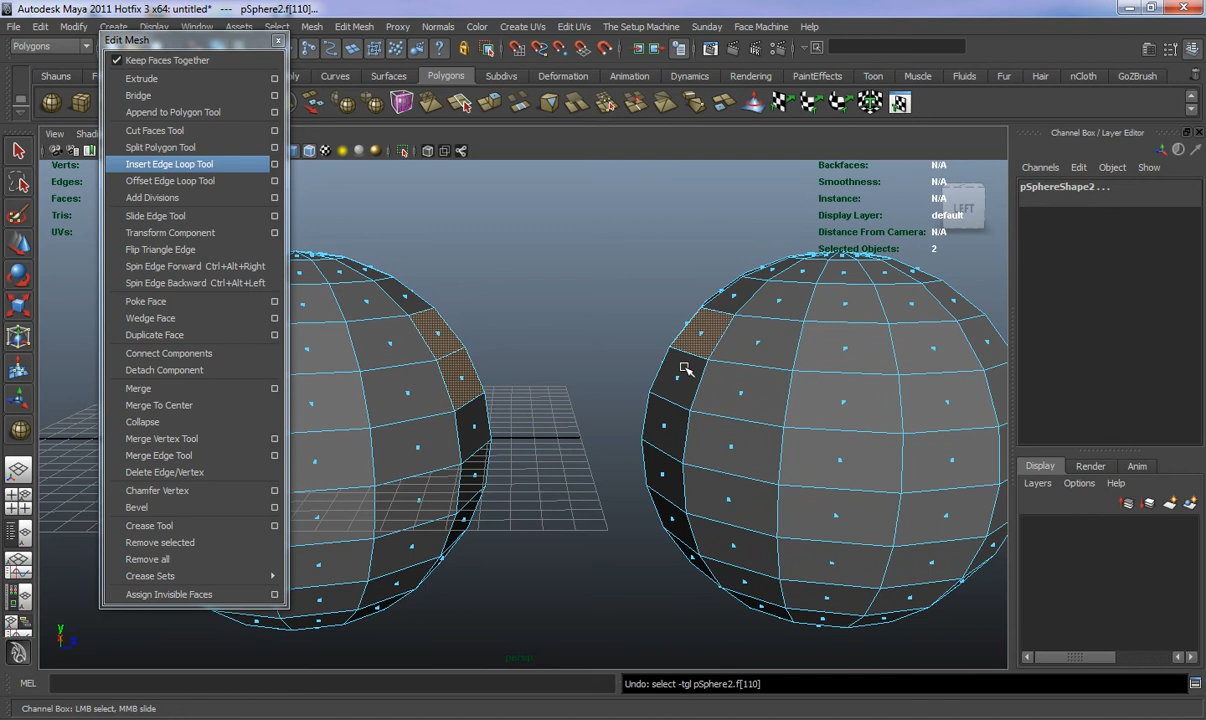 Autodesk Maya 2011 Hotfix 3 x64: untitled* --- pSphere2.f[110]...
File Edit Modify Create Display Window Assets Select Mesh Edit Mesh Proxy Normals Color Create UVs Edit UVs The Setup Machine Muscle Sunday Arrow Help
Edit Mesh
Polygons
Shauns
Curves Surfaces Polygons Subdivs Deformation Animation Dynamics Rendering PaintEffects Toon Muscle Fluids Fur Hair nCloth GoZBrush
Keep Faces Together
Extrude
Bridge
Append to Polygon Tool
Cut Faces Tool
Split Polygon Tool
Insert Edge Loop Tool
Offset Edge Loop Tool
Add Divisions
Slide Edge Tool
Transform Component
Flip Triangle Edge
Spin Edge Forward Ctrl+Alt+Right
Spin Edge Backward Ctrl+Alt+Left
Poke Face
Wedge Face
Duplicate Face
Connect Components
Detach Component
Merge
Merge To Center
Collapse
Merge Vertex Tool
Merge Edge Tool
Delete Edge/Vertex
Chamfer Vertex
Bevel
Crease Tool
Remove selected
Remove all
Crease Sets
Assign Invisible Faces
View Shadi
Verts:
Edges:
Faces:
Tris:
UVs:
Backfaces: N/A
Smoothness: N/A
Instance: N/A
Display Layer: default
Distance From Camera: N/A
Selected Objects: 2
LEFT
persp
y
x
Channel Box / Layer Editor
Channels Edit Object Show
pSphereShape2...
Display Render Anim
Layers Options Help
MEL
Undo: select -tgl pSphere2.f[110]
Channel Box: LMB select, MMB slide